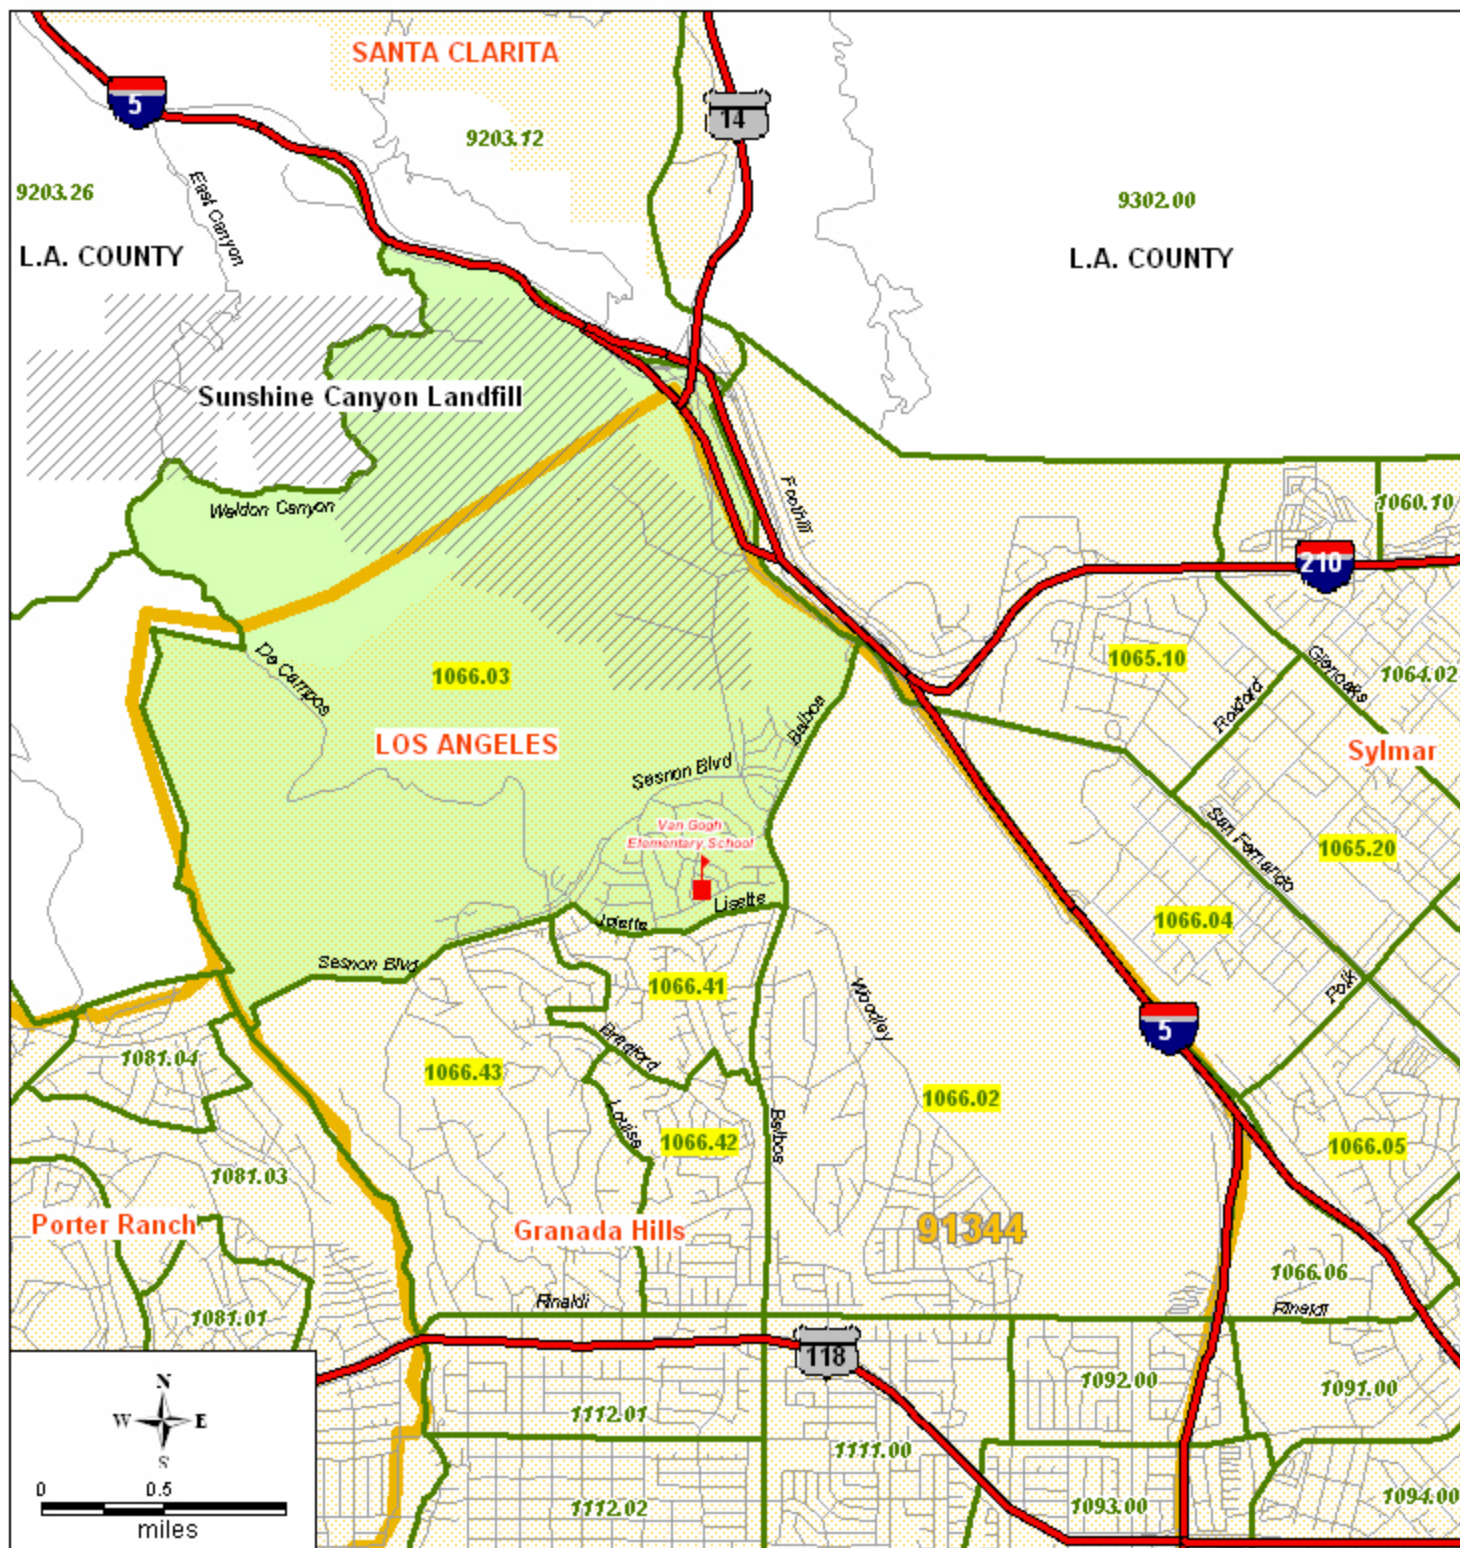 SANTA CLARITA
5
14
9203.12
9203.26
East Canyon
9302.00
L.A. COUNTY
L.A. COUNTY
Sunshine Canyon Landfill
Weldon Canyon
Foothill
1060.10
210
De Campos
1066.03
1065.10
Glenoaks
1064.02
Roxford
Balboa
LOS ANGELES
Sylmar
Sesnon Blvd
San Fernando
Van Gogh
Elementary School
1065.20
Lisette
Jolette
1066.04
Sesnon Blvd
1066.41
Woodley
Polk
5
Bradford
1081.04
1066.43
1066.02
Louise
Balboa
1066.42
1066.05
1081.03
Porter Ranch
Granada Hills
91344
1066.06
Rinaldi
Rinaldi
1081.01
118
1092.00
1091.00
N
W E
S
1112.01
1111.00
0 0.5
miles
1112.02
1093.00
1094.00